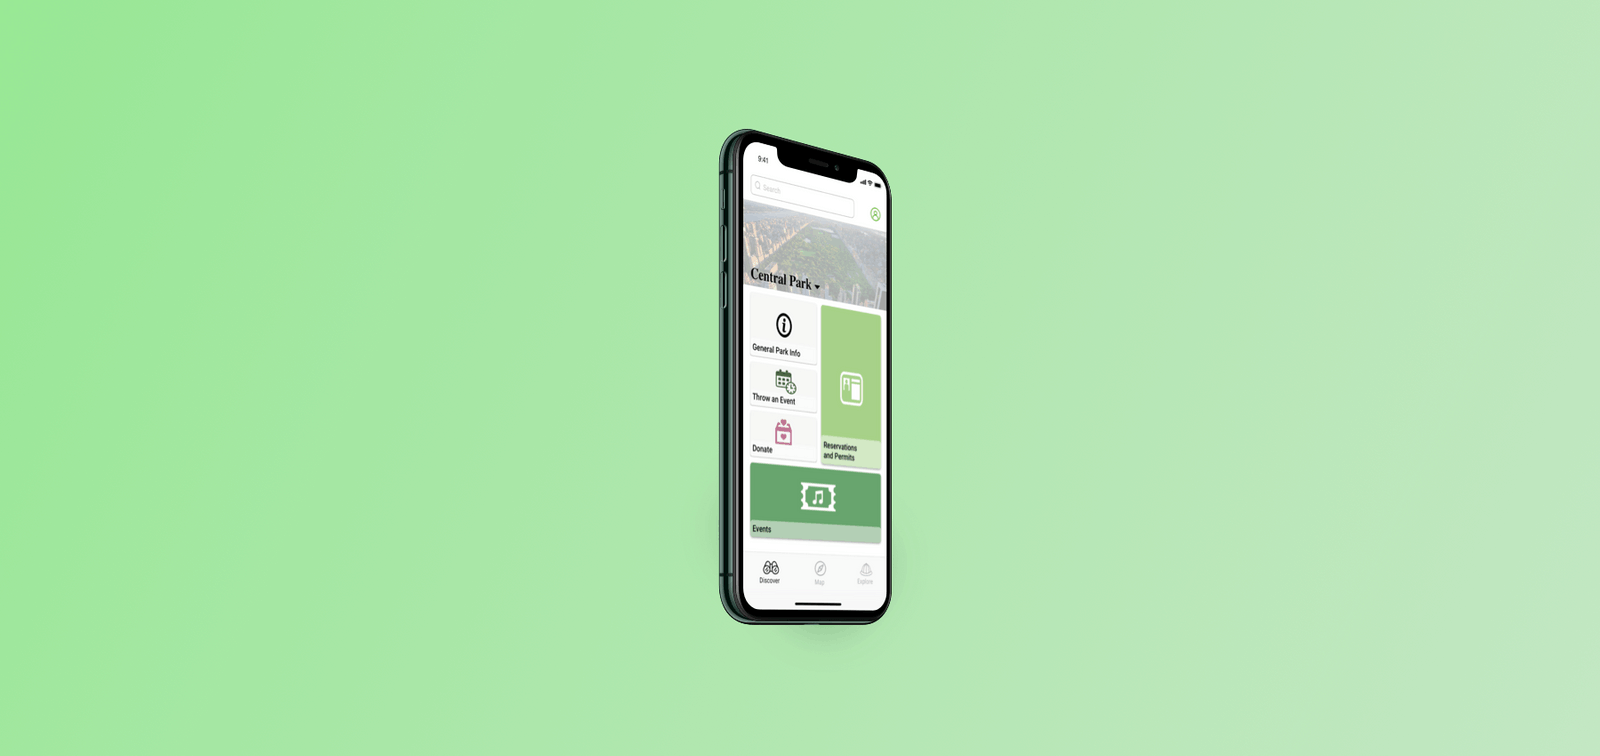 9:41
Search
Central Park
General Park Info
Throw an Event
Donate
Reservations
and Permits
Events
Discover
Map
Explore